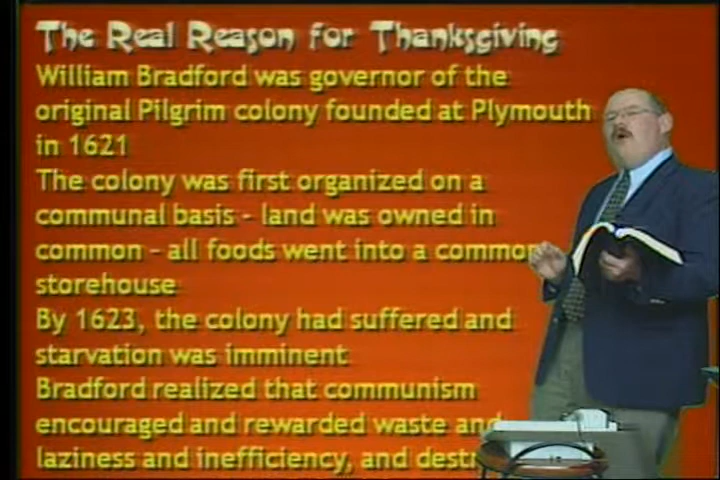 The Real Reason for Thanksgiving
William Bradford was governor of the
original Pilgrim colony founded at Plymouth
in 1621
The colony was first organized on a
communal basis - land was owned in
common - all foods went into a common
storehouse
By 1623, the colony had suffered and
starvation was imminent
Bradford realized that communism
encouraged and rewarded waste and
laziness and inefficiency, and